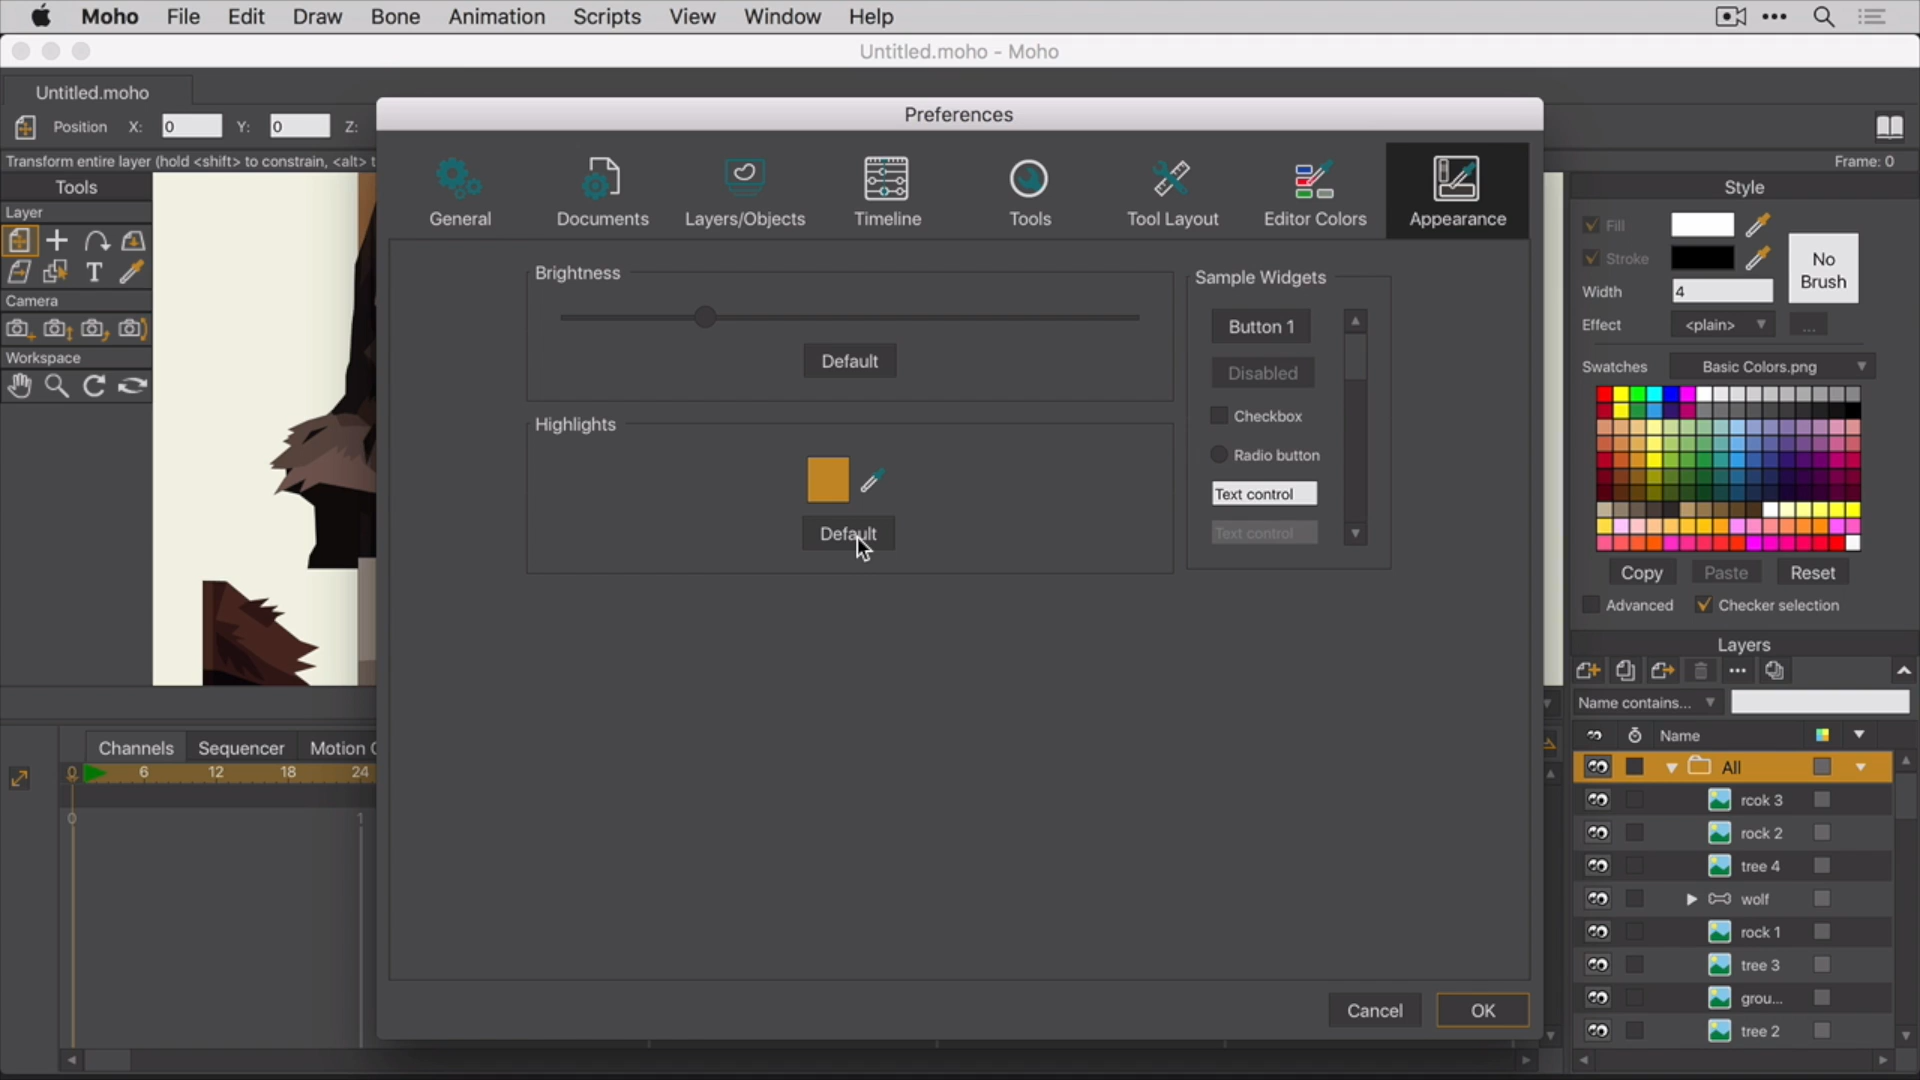 Moho File Edit Draw Bone Animation Scripts View Window Help
Untitled.moho - Moho
Untitled.moho
Position X: 0 Y: 0 Z:
Transform entire layer (hold <shift> to constrain, <alt> t
Frame: 0
Tools
Layer
Camera
Workspace
Preferences
General
Documents
Layers/Objects
Timeline
Tools
Tool Layout
Editor Colors
Appearance
Brightness
Default
Highlights
Default
Sample Widgets
Button 1
Disabled
Checkbox
Radio button
Text control
Text control
Cancel
OK
Style
Fill
Stroke
No
Brush
Width 4
Effect <plain> ...
Swatches Basic Colors.png
Copy Paste Reset
Advanced Checker selection
Layers
Name contains...
Name
All
rcok 3
rock 2
tree 4
wolf
rock 1
tree 3
grou...
tree 2
Channels Sequencer Motion
0 6 12 18 24
0 1